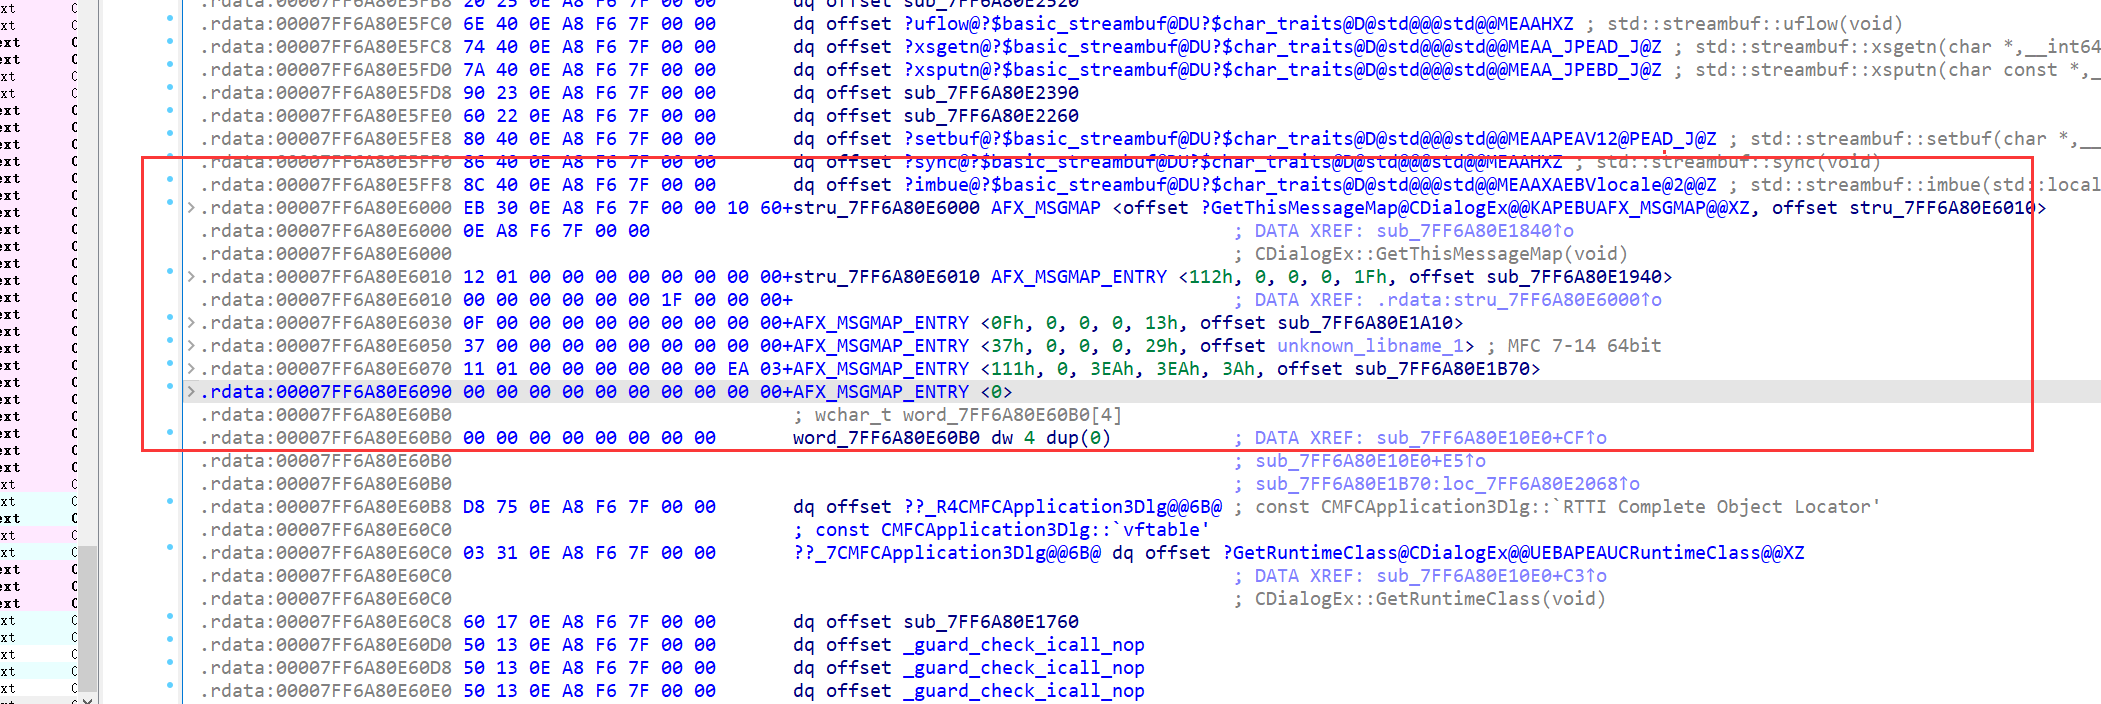 .rdata:00007FF6A80E5FB8 20 25 0E A8 F6 7F 00 00 dq offset sub_7FF6A80E2520
.rdata:00007FF6A80E5FC0 6E 40 0E A8 F6 7F 00 00 dq offset ?uflow@?$basic_streambuf@DU?$char_traits@D@std@@@std@@MEAAHXZ ; std::streambuf::uflow(void)
.rdata:00007FF6A80E5FC8 74 40 0E A8 F6 7F 00 00 dq offset ?xsgetn@?$basic_streambuf@DU?$char_traits@D@std@@@std@@MEAA_JPEAD_J@Z ; std::streambuf::xsgetn(char *,__int64
.rdata:00007FF6A80E5FD0 7A 40 0E A8 F6 7F 00 00 dq offset ?xsputn@?$basic_streambuf@DU?$char_traits@D@std@@@std@@MEAA_JPEBD_J@Z ; std::streambuf::xsputn(char const *,_
.rdata:00007FF6A80E5FD8 90 23 0E A8 F6 7F 00 00 dq offset sub_7FF6A80E2390
.rdata:00007FF6A80E5FE0 60 22 0E A8 F6 7F 00 00 dq offset sub_7FF6A80E2260
.rdata:00007FF6A80E5FE8 80 40 0E A8 F6 7F 00 00 dq offset ?setbuf@?$basic_streambuf@DU?$char_traits@D@std@@@std@@MEAAPEAV12@PEAD_J@Z ; std::streambuf::setbuf(char *,__
.rdata:00007FF6A80E5FF0 86 40 0E A8 F6 7F 00 00 dq offset ?sync@?$basic_streambuf@DU?$char_traits@D@std@@@std@@MEAAHXZ ; std::streambuf::sync(void)
.rdata:00007FF6A80E5FF8 8C 40 0E A8 F6 7F 00 00 dq offset ?imbue@?$basic_streambuf@DU?$char_traits@D@std@@@std@@MEAAXAEBVlocale@2@@Z ; std::streambuf::imbue(std::local
.rdata:00007FF6A80E6000 EB 30 0E A8 F6 7F 00 00 10 60+stru_7FF6A80E6000 AFX_MSGMAP <offset ?GetThisMessageMap@CDialogEx@@KAPEBUAFX_MSGMAP@@XZ, offset stru_7FF6A80E6010>
.rdata:00007FF6A80E6000 0E A8 F6 7F 00 00 ; DATA XREF: sub_7FF6A80E1840↑o
.rdata:00007FF6A80E6000 ; CDialogEx::GetThisMessageMap(void)
.rdata:00007FF6A80E6010 12 01 00 00 00 00 00 00 00 00+stru_7FF6A80E6010 AFX_MSGMAP_ENTRY <112h, 0, 0, 0, 1Fh, offset sub_7FF6A80E1940>
.rdata:00007FF6A80E6010 00 00 00 00 00 00 1F 00 00 00+ ; DATA XREF: .rdata:stru_7FF6A80E6000↑o
.rdata:00007FF6A80E6030 0F 00 00 00 00 00 00 00 00 00+AFX_MSGMAP_ENTRY <0Fh, 0, 0, 0, 13h, offset sub_7FF6A80E1A10>
.rdata:00007FF6A80E6050 37 00 00 00 00 00 00 00 00 00+AFX_MSGMAP_ENTRY <37h, 0, 0, 0, 29h, offset unknown_libname_1> ; MFC 7-14 64bit
.rdata:00007FF6A80E6070 11 01 00 00 00 00 00 00 EA 03+AFX_MSGMAP_ENTRY <111h, 0, 3EAh, 3EAh, 3Ah, offset sub_7FF6A80E1B70>
.rdata:00007FF6A80E6090 00 00 00 00 00 00 00 00 00 00+AFX_MSGMAP_ENTRY <0>
.rdata:00007FF6A80E60B0 ; wchar_t word_7FF6A80E60B0[4]
.rdata:00007FF6A80E60B0 00 00 00 00 00 00 00 00 word_7FF6A80E60B0 dw 4 dup(0) ; DATA XREF: sub_7FF6A80E10E0+CF↑o
.rdata:00007FF6A80E60B0 ; sub_7FF6A80E10E0+E5↑o
.rdata:00007FF6A80E60B0 ; sub_7FF6A80E1B70:loc_7FF6A80E2068↑o
.rdata:00007FF6A80E60B8 D8 75 0E A8 F6 7F 00 00 dq offset ??_R4CMFCApplication3Dlg@@6B@ ; const CMFCApplication3Dlg::`RTTI Complete Object Locator'
.rdata:00007FF6A80E60C0 ; const CMFCApplication3Dlg::`vftable'
.rdata:00007FF6A80E60C0 03 31 0E A8 F6 7F 00 00 ??_7CMFCApplication3Dlg@@6B@ dq offset ?GetRuntimeClass@CDialogEx@@UEBAPEAUCRuntimeClass@@XZ
.rdata:00007FF6A80E60C0 ; DATA XREF: sub_7FF6A80E10E0+C3↑o
.rdata:00007FF6A80E60C0 ; CDialogEx::GetRuntimeClass(void)
.rdata:00007FF6A80E60C8 60 17 0E A8 F6 7F 00 00 dq offset sub_7FF6A80E1760
.rdata:00007FF6A80E60D0 50 13 0E A8 F6 7F 00 00 dq offset _guard_check_icall_nop
.rdata:00007FF6A80E60D8 50 13 0E A8 F6 7F 00 00 dq offset _guard_check_icall_nop
.rdata:00007FF6A80E60E0 50 13 0E A8 F6 7F 00 00 dq offset _guard_check_icall_nop